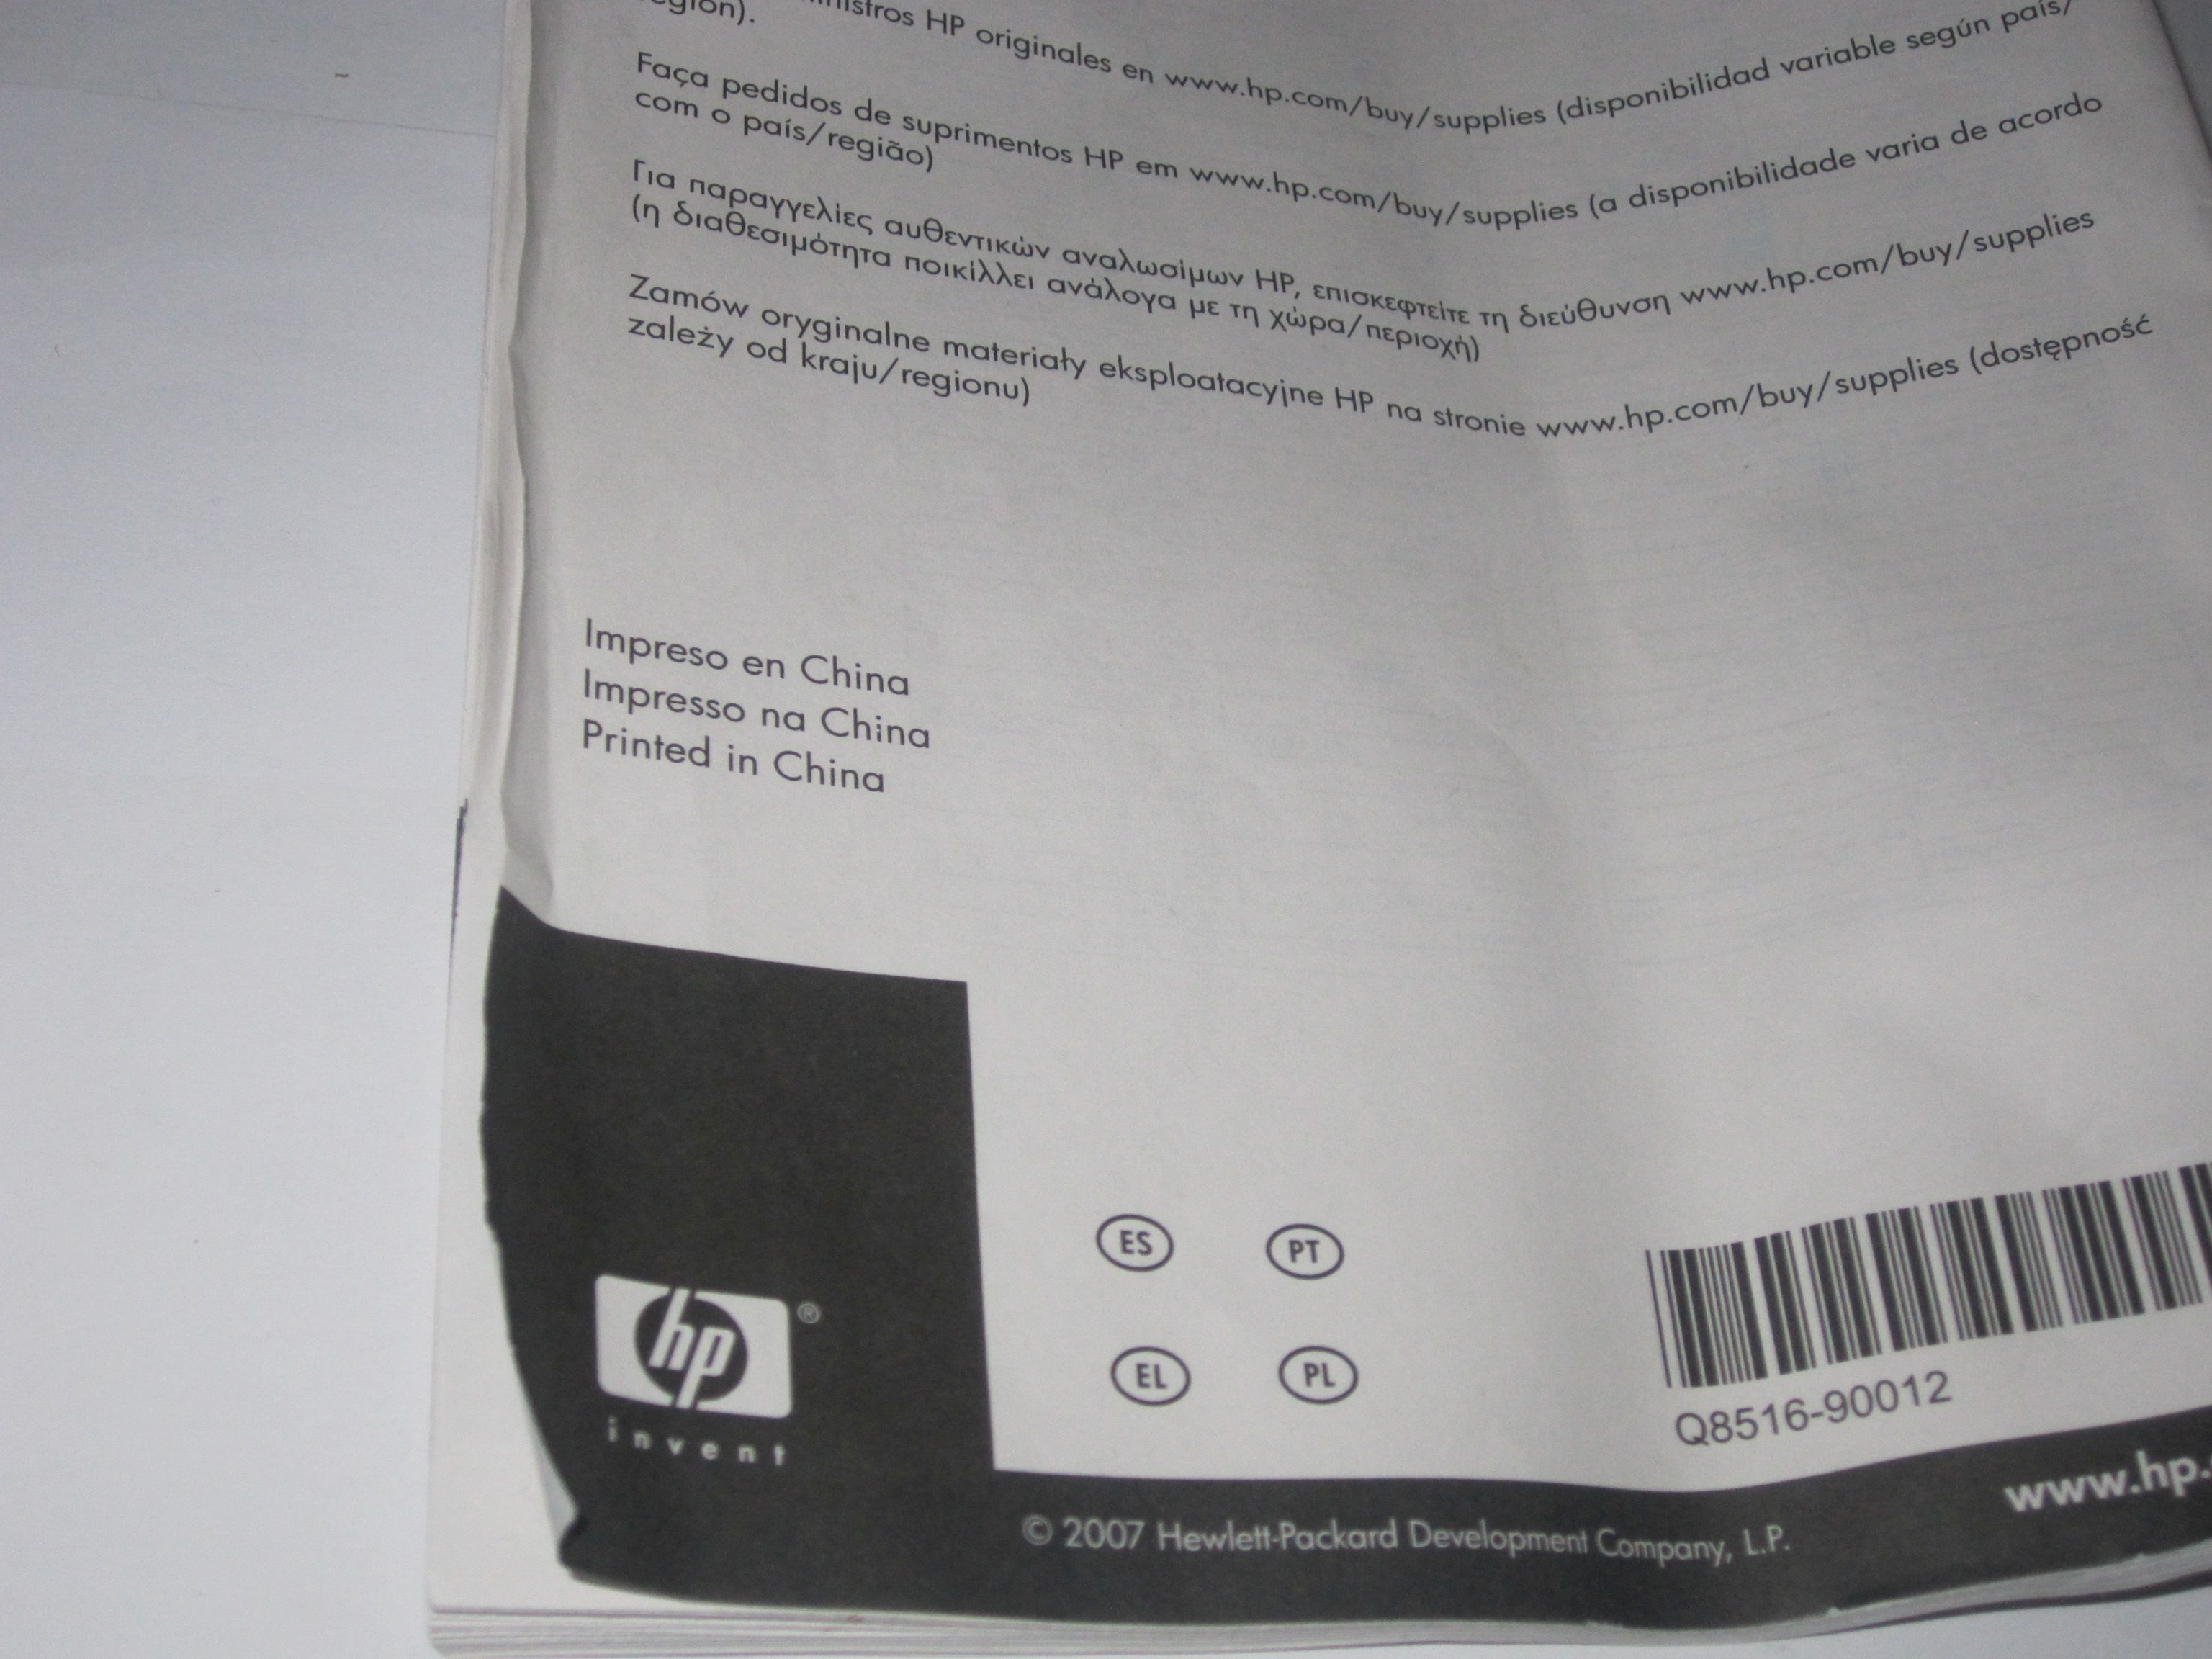 HP originales en www.hp.com/buy/supplies (disponibilidad variable según país/
Faça pedidos de suprimentos HP em www.hp.com/buy/supplies (a disponibilidade varia de acordo
com o país/região)
Για παραγγελίες αυθεντικών αναλωσίμων HP, επισκεφτείτε τη διεύθυνση www.hp.com/buy/supplies
(η διαθεσιμότητα ποικίλλει ανάλογα με τη χώρα/περιοχή)
Zamów oryginalne materiały eksploatacyjne HP na stronie www.hp.com/buy/supplies (dostępność
zależy od kraju/regionu)
Impreso en China
Impresso na China
Printed in China
ES PT
EL PL
hp ®
invent
Q8516-90012
www.hp.
© 2007 Hewlett-Packard Development Company, L.P.